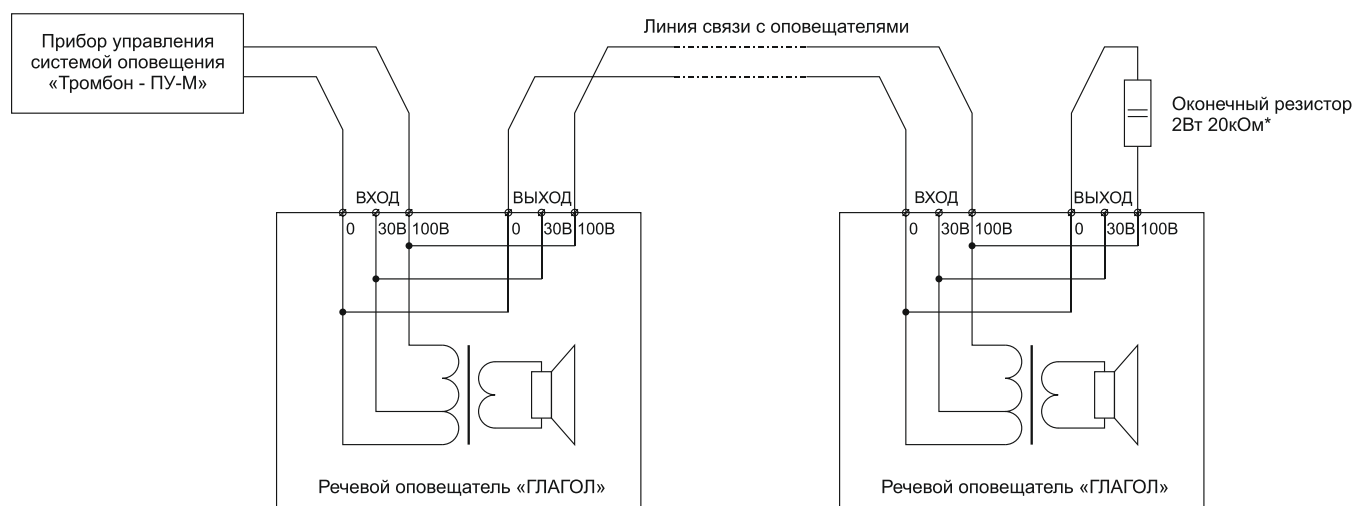 Прибор управления
системой оповещения
«Тромбон - ПУ-М»
Линия связи с оповещателями
Оконечный резистор
2Вт 20кОм*
ВХОД
ВЫХОД
0
30В
100В
0
30В
100В
Речевой оповещатель «ГЛАГОЛ»
ВХОД
ВЫХОД
0
30В
100В
0
30В
100В
Речевой оповещатель «ГЛАГОЛ»